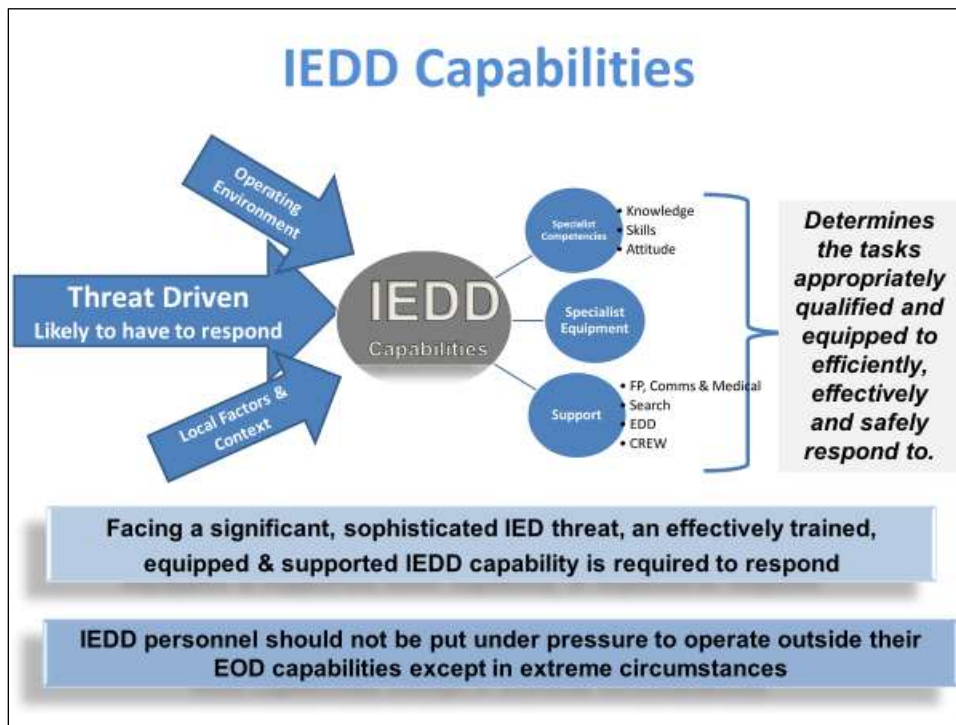 IEDD Capabilities
Operating
Environment
Threat Driven
Likely to have to respond
Local Factors &
Context
IEDD
Capabilities
Specialist
Competencies
• Knowledge
• Skills
• Attitude
Specialist
Equipment
Support
• FP, Comms & Medical
• Search
• EDD
• CREW
Determines
the tasks
appropriately
qualified and
equipped to
efficiently,
effectively
and safely
respond to.
Facing a significant, sophisticated IED threat, an effectively trained,
equipped & supported IEDD capability is required to respond
IEDD personnel should not be put under pressure to operate outside their
EOD capabilities except in extreme circumstances